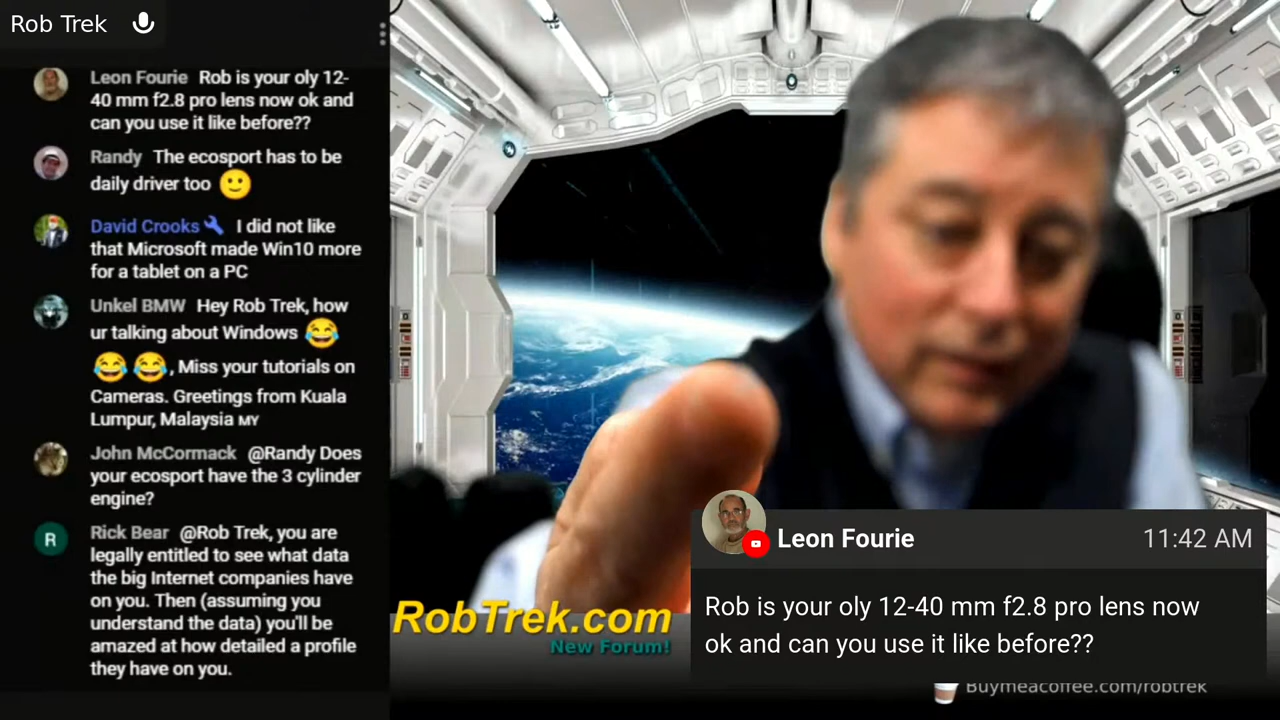 Rob Trek
Leon Fourie Rob is your oly 12-
40 mm f2.8 pro lens now ok and
can you use it like before??
Randy The ecosport has to be
daily driver too 🙂
David Crooks I did not like
that Microsoft made Win10 more
for a tablet on a PC
Unkel BMW Hey Rob Trek, how
ur talking about Windows 😂
😂😂, Miss your tutorials on
Cameras. Greetings from Kuala
Lumpur, Malaysia MY
John McCormack @Randy Does
your ecosport have the 3 cylinder
engine?
R
Rick Bear @Rob Trek, you are
legally entitled to see what data
the big Internet companies have
on you. Then (assuming you
understand the data) you'll be
amazed at how detailed a profile
they have on you.
RobTrek.com
New Forum!
Leon Fourie 11:42 AM
Rob is your oly 12-40 mm f2.8 pro lens now
ok and can you use it like before??
Buymeacoffee.com/robtrek